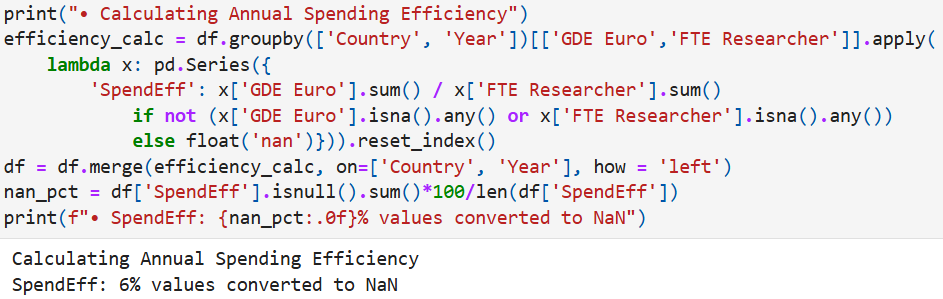 print("• Calculating Annual Spending Efficiency")
efficiency_calc = df.groupby(['Country', 'Year'])[['GDE Euro','FTE Researcher']].apply(
    lambda x: pd.Series({
        'SpendEff': x['GDE Euro'].sum() / x['FTE Researcher'].sum()
            if not (x['GDE Euro'].isna().any() or x['FTE Researcher'].isna().any())
            else float('nan')})).reset_index()
df = df.merge(efficiency_calc, on=['Country', 'Year'], how = 'left')
nan_pct = df['SpendEff'].isnull().sum()*100/len(df['SpendEff'])
print(f"• SpendEff: {nan_pct:.0f}% values converted to NaN")
Calculating Annual Spending Efficiency
SpendEff: 6% values converted to NaN